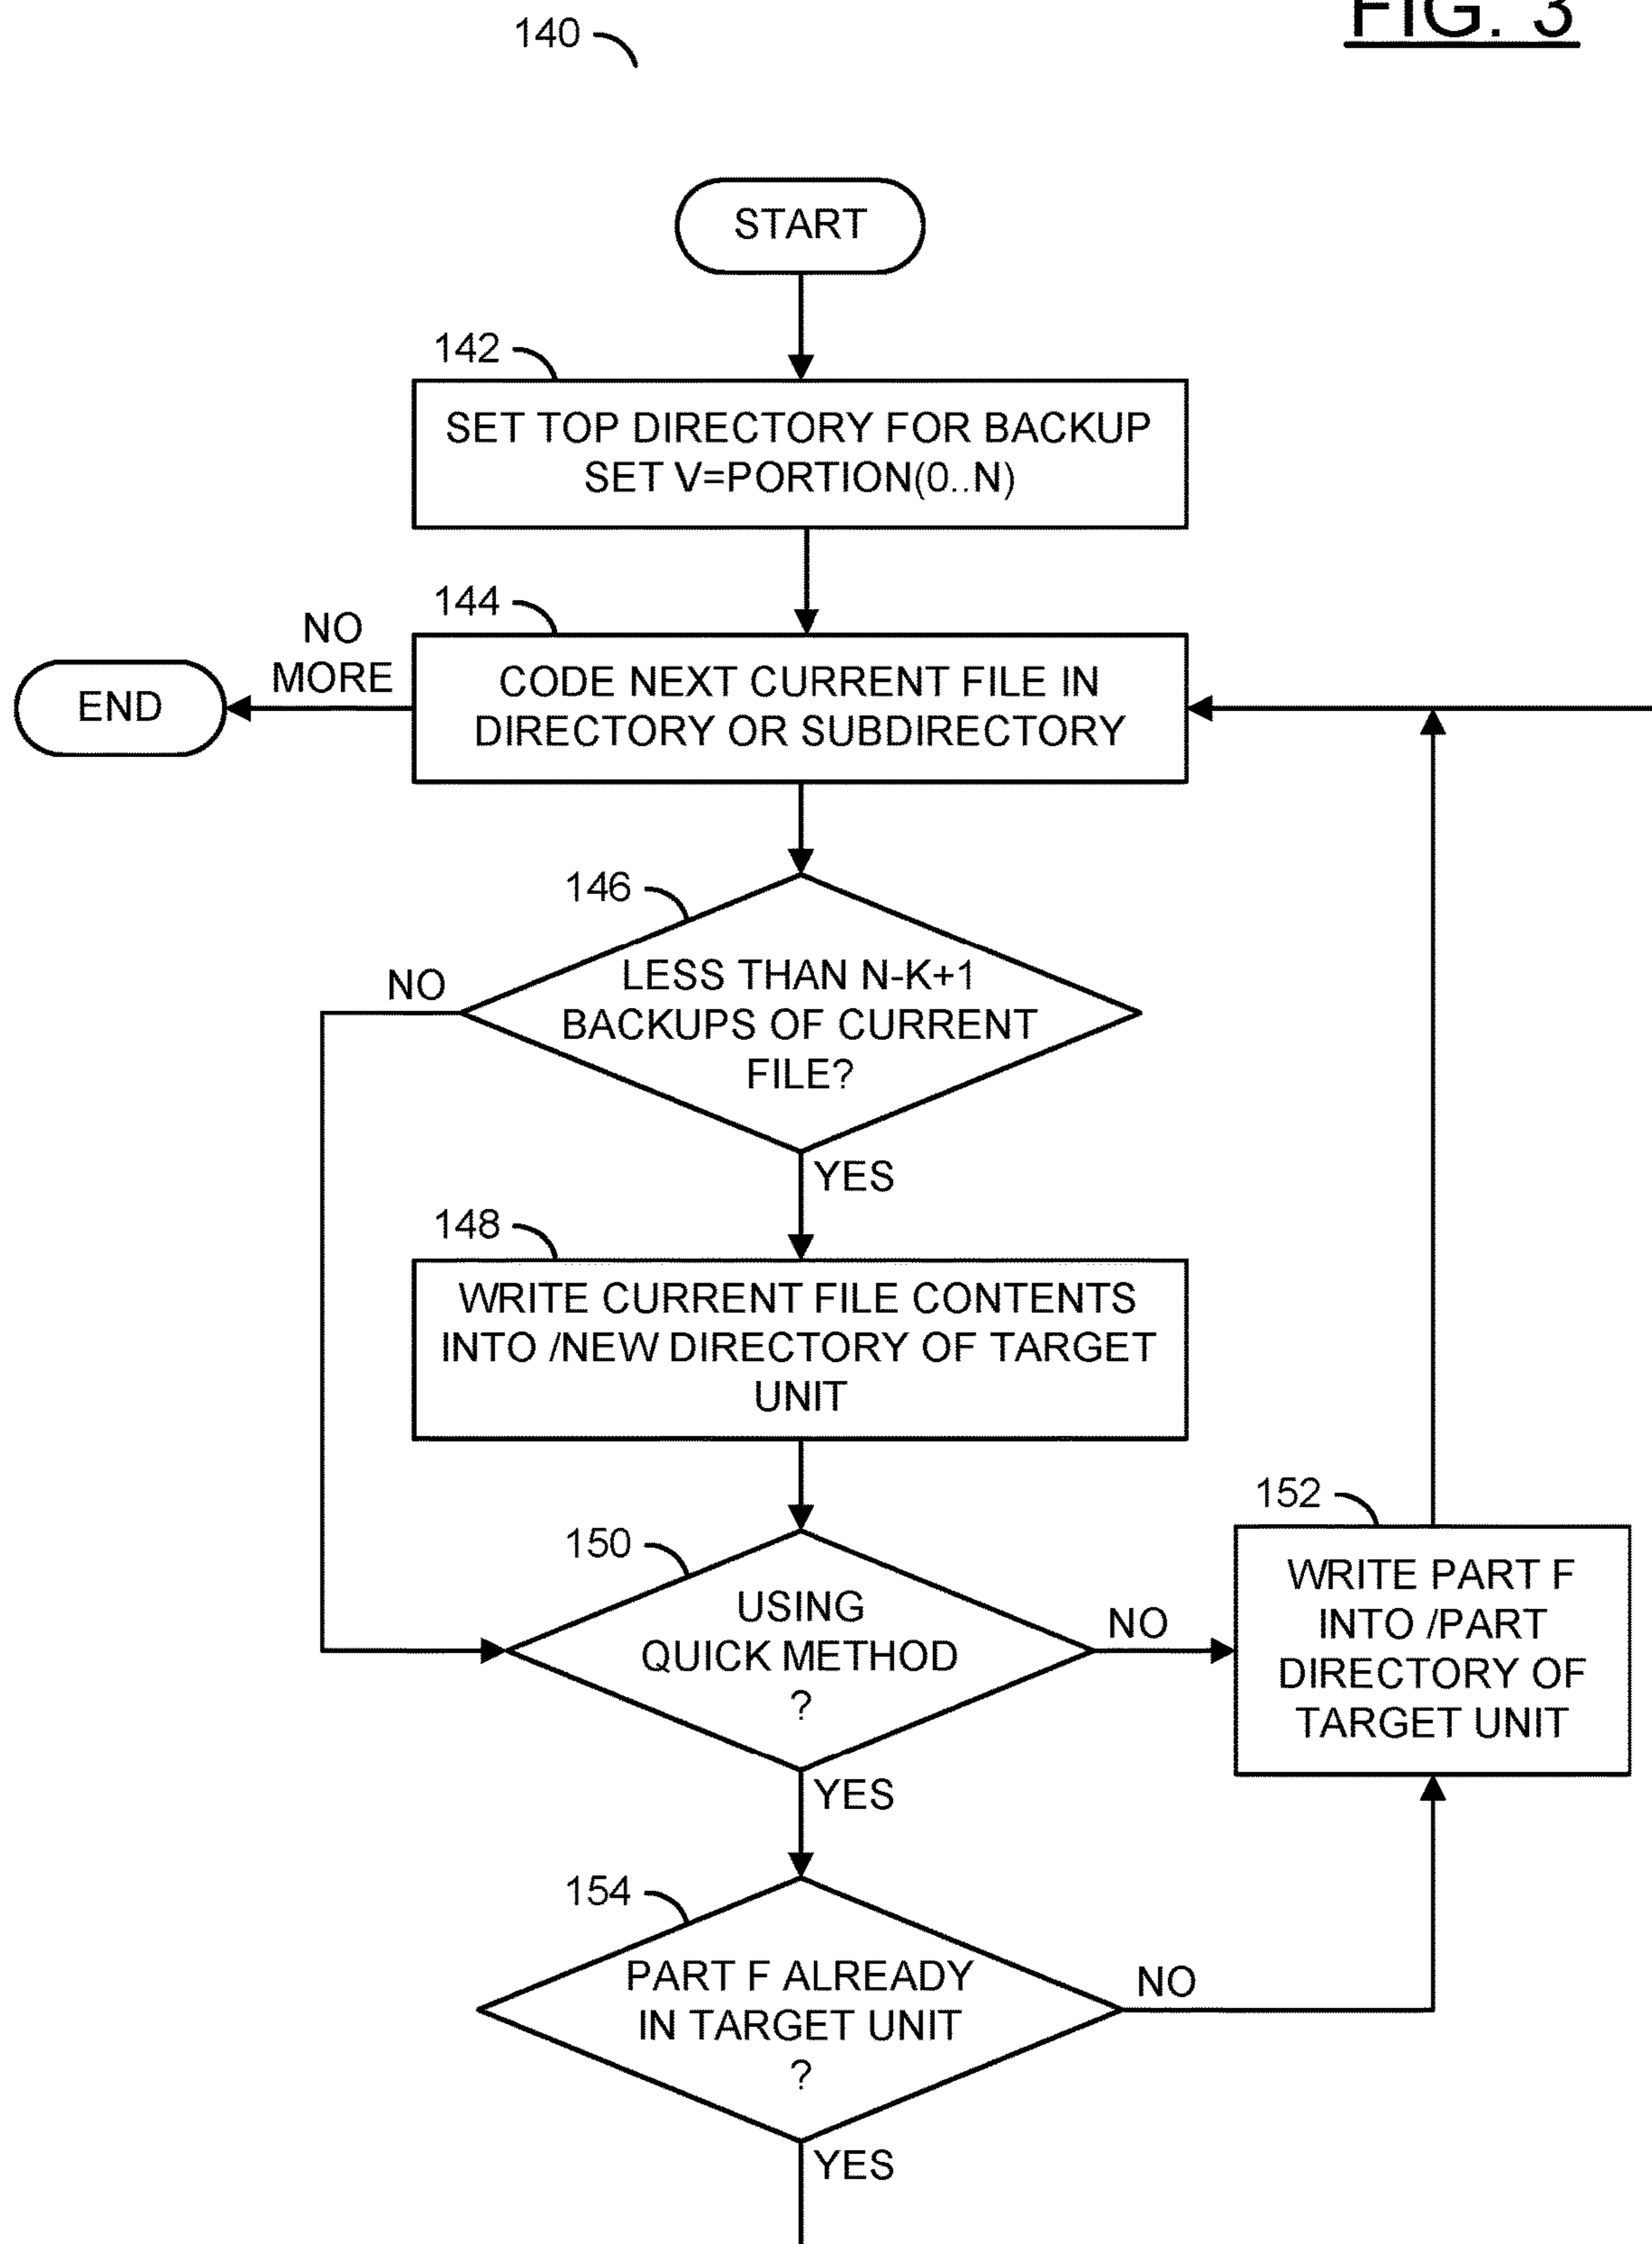 FIG. 3
140
START
142
SET TOP DIRECTORY FOR BACKUP
SET V=PORTION(0..N)
144
NO
MORE
END
CODE NEXT CURRENT FILE IN
DIRECTORY OR SUBDIRECTORY
146
NO
LESS THAN N-K+1
BACKUPS OF CURRENT
FILE?
YES
148
WRITE CURRENT FILE CONTENTS
INTO /NEW DIRECTORY OF TARGET
UNIT
150
USING
QUICK METHOD
?
NO
152
WRITE PART F
INTO /PART
DIRECTORY OF
TARGET UNIT
YES
154
PART F ALREADY
IN TARGET UNIT
?
NO
YES